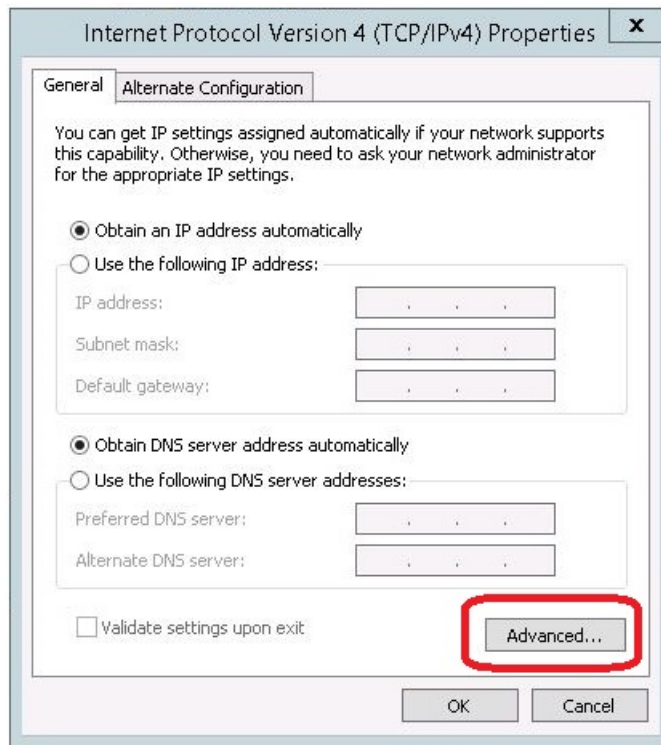 Internet Protocol Version 4 (TCP/IPv4) Properties
x
General
Alternate Configuration
You can get IP settings assigned automatically if your network supports
this capability. Otherwise, you need to ask your network administrator
for the appropriate IP settings.
Obtain an IP address automatically
Use the following IP address:
IP address:
Subnet mask:
Default gateway:
Obtain DNS server address automatically
Use the following DNS server addresses:
Preferred DNS server:
Alternate DNS server:
Validate settings upon exit
Advanced...
OK
Cancel